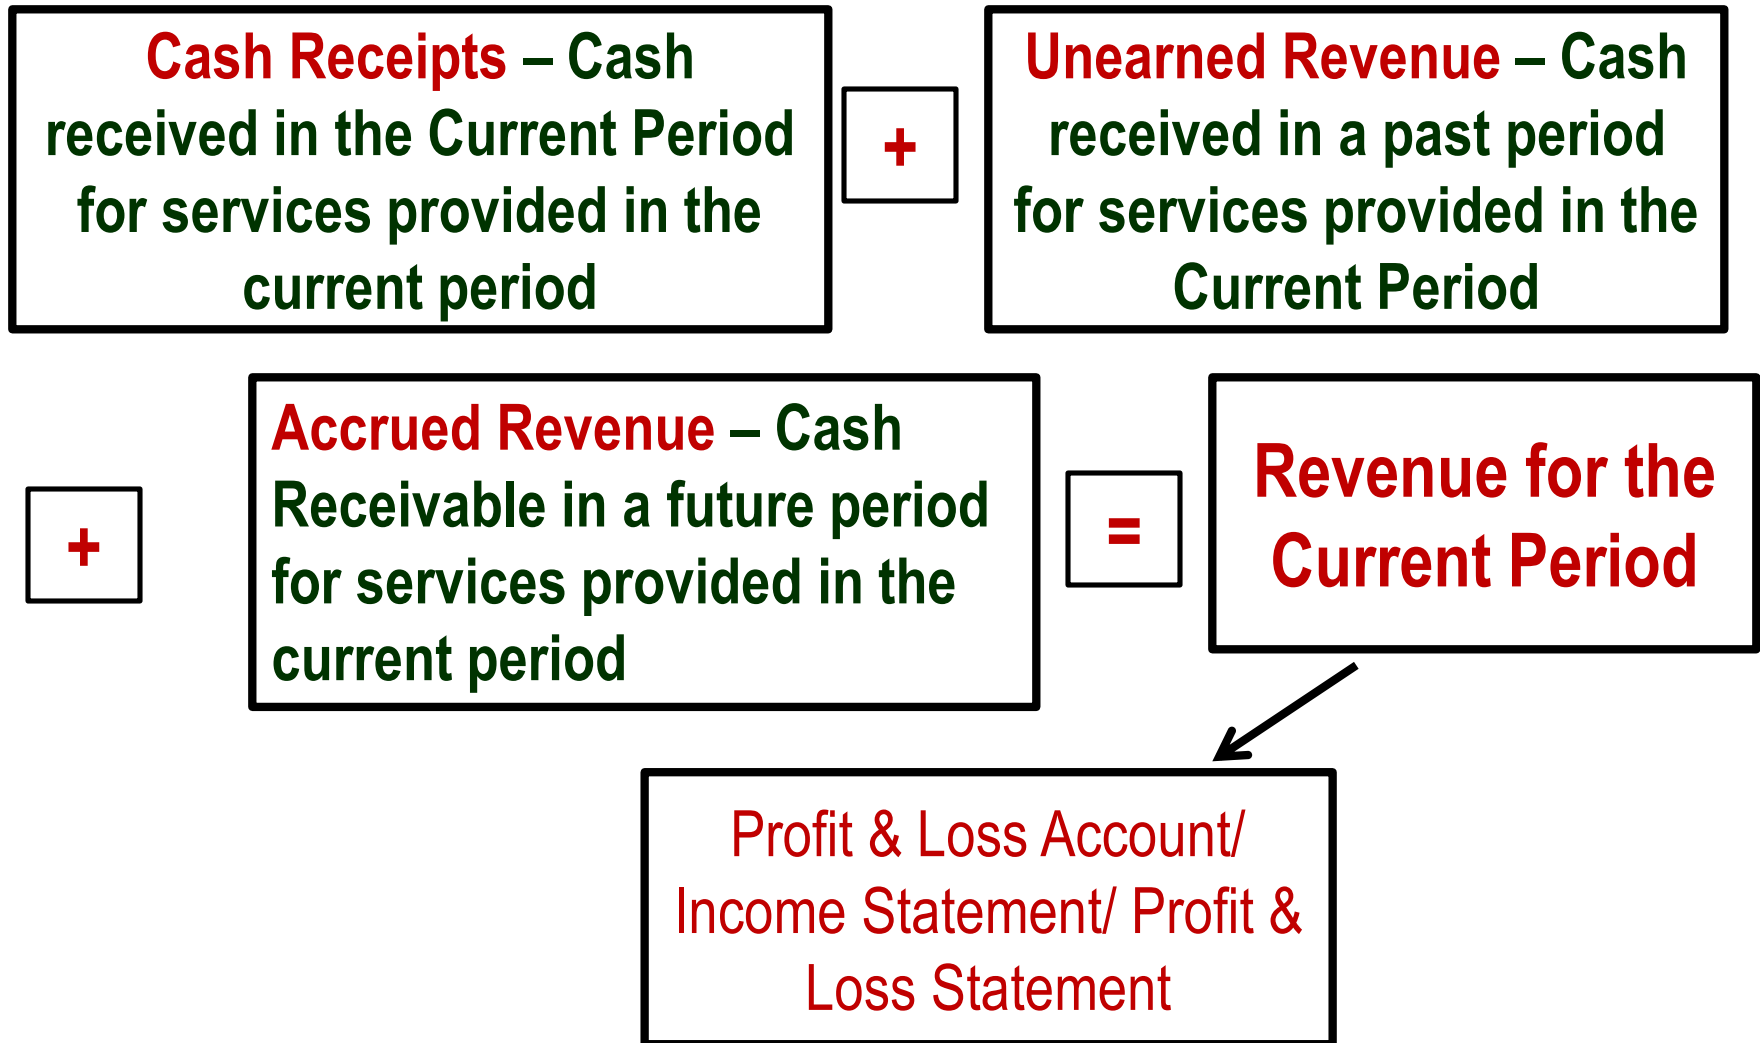 Cash Receipts – Cash
received in the Current Period
for services provided in the
current period
+
Unearned Revenue – Cash
received in a past period
for services provided in the
Current Period
+
Accrued Revenue – Cash
Receivable in a future period
for services provided in the
current period
=
Revenue for the
Current Period
Profit & Loss Account/
Income Statement/ Profit &
Loss Statement